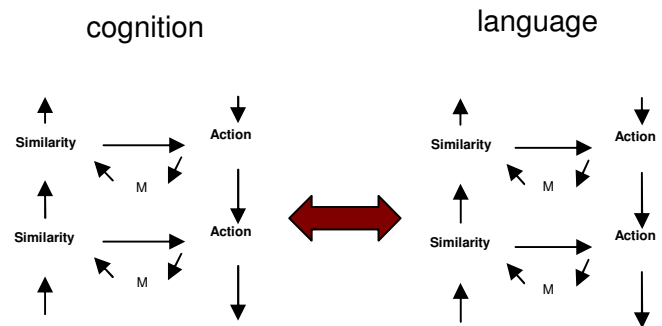 cognition
language
Similarity
Action
M
Similarity
Action
M
Similarity
Action
M
Similarity
Action
M